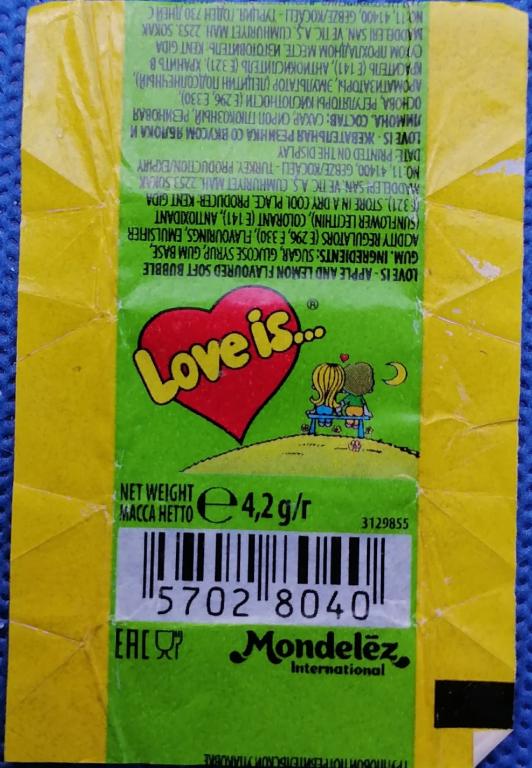 LOVE IS - APPLE AND LEMON FLAVOURED SOFT BUBBLE
GUM. INGREDIENTS: SUGAR, GLUCOSE SYRUP, GUM BASE,
ACIDITY REGULATORS (E 296, E 330), FLAVOURINGS, EMULSIFIER
(SUNFLOWER LECITHIN), COLORANT (E 141), ANTIOXIDANT
(E 321). STORE IN A DRY, COOL PLACE. PRODUCER: KENT GIDA
MADDELERI SAN. VE TIC. A.Ş. CUMHURIYET MAH. 2253. SOKAK
NO. 11, 41400, GEBZE/KOCAELI - TURKEY. PRODUCTION/EXPIRY
DATE: PRINTED ON THE DISPLAY
LOVE IS - ЖЕВАТЕЛЬНАЯ РЕЗИНКА СО ВКУСОМ ЯБЛОКА И
ЛИМОНА. СОСТАВ: САХАР, СИРОП ГЛЮКОЗНЫЙ, РЕЗИНОВАЯ
ОСНОВА, РЕГУЛЯТОРЫ КИСЛОТНОСТИ (Е 296, Е 330),
АРОМАТИЗАТОРЫ, ЭМУЛЬГАТОР (ЛЕЦИТИН ПОДСОЛНЕЧНЫЙ),
КРАСИТЕЛЬ (Е 141), АНТИОКИСЛИТЕЛЬ (Е 321). ХРАНИТЬ В
СУХОМ ПРОХЛАДНОМ МЕСТЕ. ИЗГОТОВИТЕЛЬ: KENT GIDA
MADDELERI SAN. VE TIC. A.Ş. CUMHURIYET MAH. 2253. SOKAK
NO. 11, 41400, GEBZE/KOCAELI, ТУРЦИЯ. ГОДЕН 730 ДНЕЙ С
Love is... ®
NET WEIGHT
МАССА НЕТТО
℮ 4,2 g/г
3129855
5702 8040
EAC
Mondelēz
International
ГРУППОВОЙ ПОТРЕБИТЕЛЬСКОЙ УПАКОВКЕ